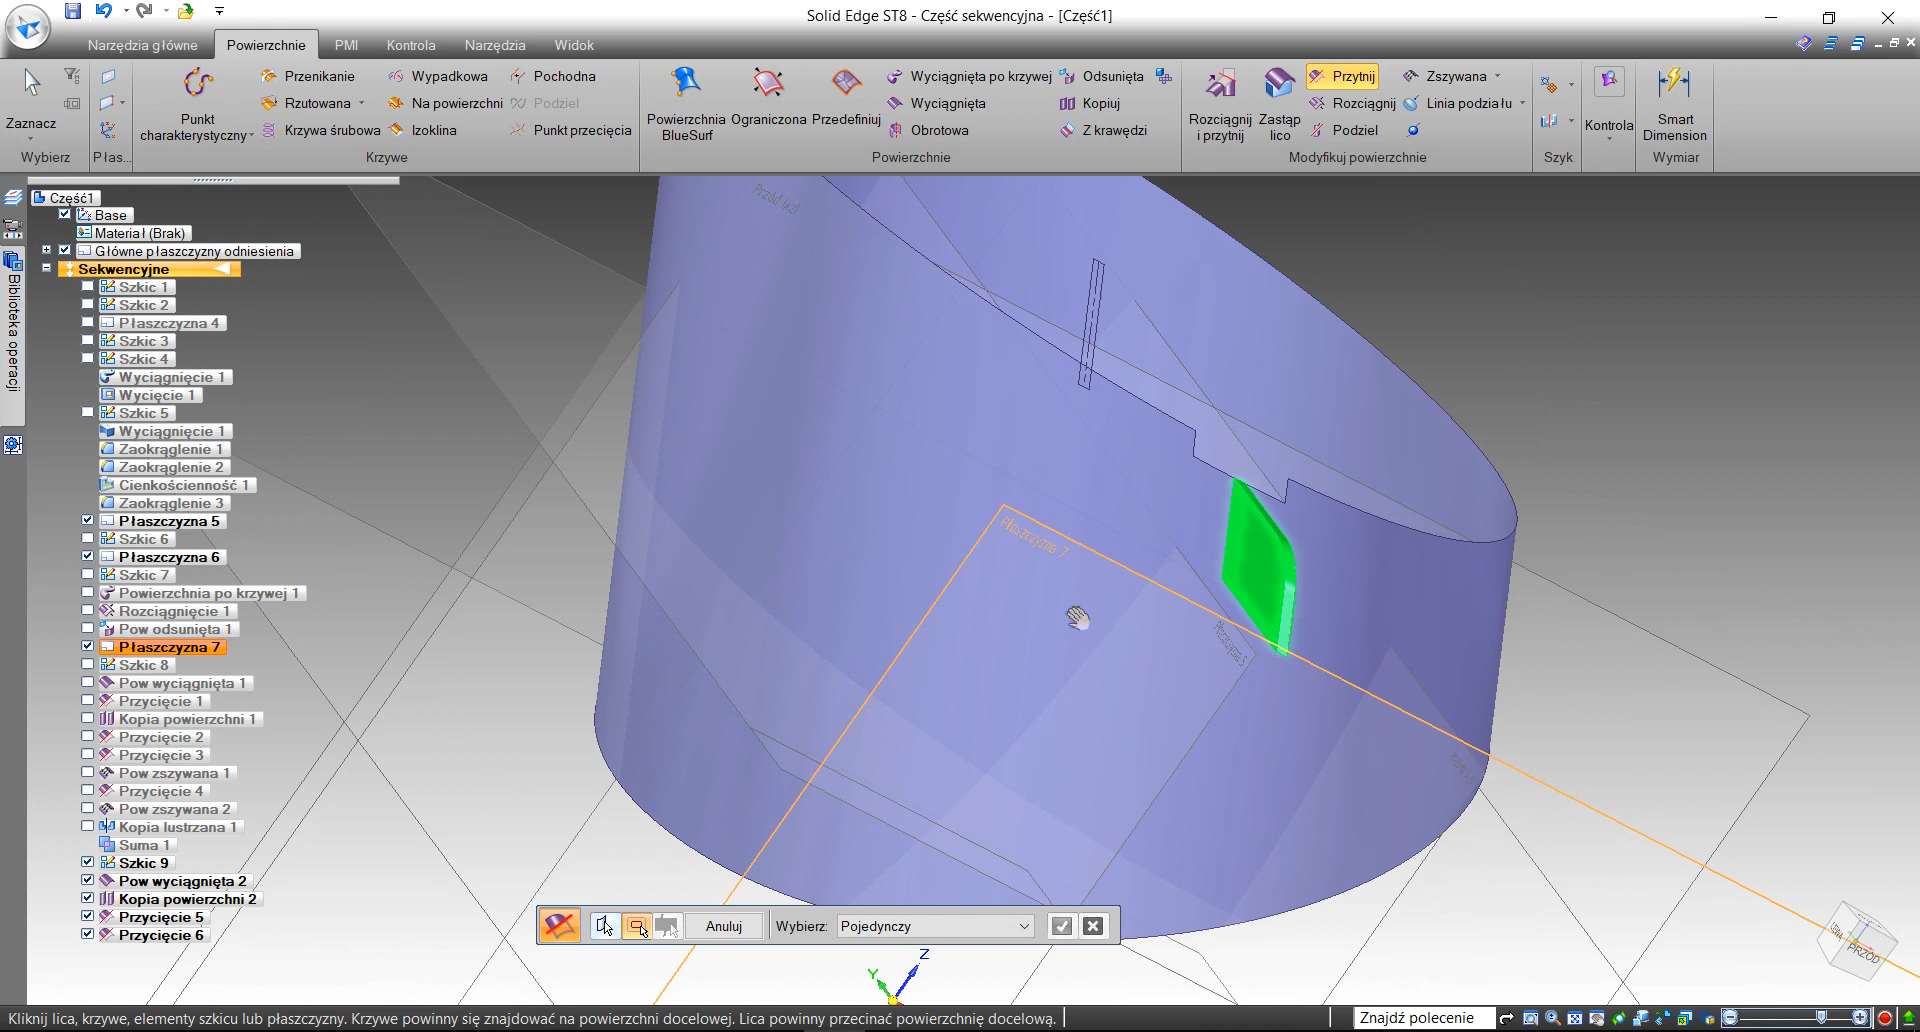 Solid Edge ST8 - Część sekwencyjna - [Część1]
Narzędzia główne
Powierzchnie
PMI
Kontrola
Narzędzia
Widok
Zaznacz
Wybierz
Płas...
Punkt
charakterystyczny
Przenikanie
Rzutowana
Krzywa śrubowa
Wypadkowa
Na powierzchni
Izoklina
Pochodna
Podziel
Punkt przecięcia
Krzywe
Powierzchnia
BlueSurf
Ograniczona
Przedefiniuj
Wyciągnięta po krzywej
Wyciągnięta
Obrotowa
Odsunięta
Kopiuj
Z krawędzi
Powierzchnie
Rozciągnij
i przytnij
Zastąp
lico
Przytnij
Rozciągnij
Podziel
Zszywana
Linia podziału
Modyfikuj powierzchnie
Szyk
Kontrola
Smart
Dimension
Wymiar
Biblioteka operacji
Część1
Base
Materiał (Brak)
Główne płaszczyzny odniesienia
Sekwencyjne
Szkic 1
Szkic 2
Płaszczyzna 4
Szkic 3
Szkic 4
Wyciągnięcie 1
Wycięcie 1
Szkic 5
Wyciągnięcie 1
Zaokrąglenie 1
Zaokrąglenie 2
Cienkościenność 1
Zaokrąglenie 3
Płaszczyzna 5
Szkic 6
Płaszczyzna 6
Szkic 7
Powierzchnia po krzywej 1
Rozciągnięcie 1
Pow odsunięta 1
Płaszczyzna 7
Szkic 8
Pow wyciągnięta 1
Przycięcie 1
Kopia powierzchni 1
Przycięcie 2
Przycięcie 3
Pow zszywana 1
Przycięcie 4
Pow zszywana 2
Kopia lustrzana 1
Suma 1
Szkic 9
Pow wyciągnięta 2
Kopia powierzchni 2
Przycięcie 5
Przycięcie 6
Płaszczyzna 7
Płaszczyzna 5
Anuluj
Wybierz:
Pojedynczy
Z
Y
PRZÓD
Kliknij lica, krzywe, elementy szkicu lub płaszczyzny. Krzywe powinny się znajdować na powierzchni docelowej. Lica powinny przecinać powierzchnię docelową.
Znajdź polecenie